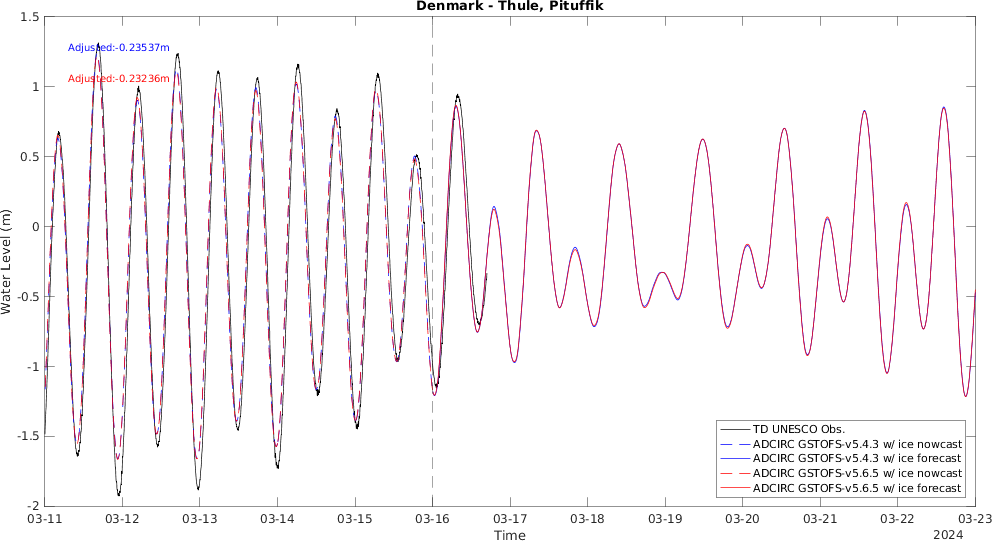 Denmark - Thule, Pituffik
Adjusted:-0.23537m
Adjusted:-0.23236m
Water Level (m)
1.5
1
0.5
0
-0.5
-1
-1.5
-2
TD UNESCO Obs.
ADCIRC GSTOFS-v5.4.3 w/ ice nowcast
ADCIRC GSTOFS-v5.4.3 w/ ice forecast
ADCIRC GSTOFS-v5.6.5 w/ ice nowcast
ADCIRC GSTOFS-v5.6.5 w/ ice forecast
03-11 03-12 03-13 03-14 03-15 03-16 03-17 03-18 03-19 03-20 03-21 03-22 03-23
Time
2024